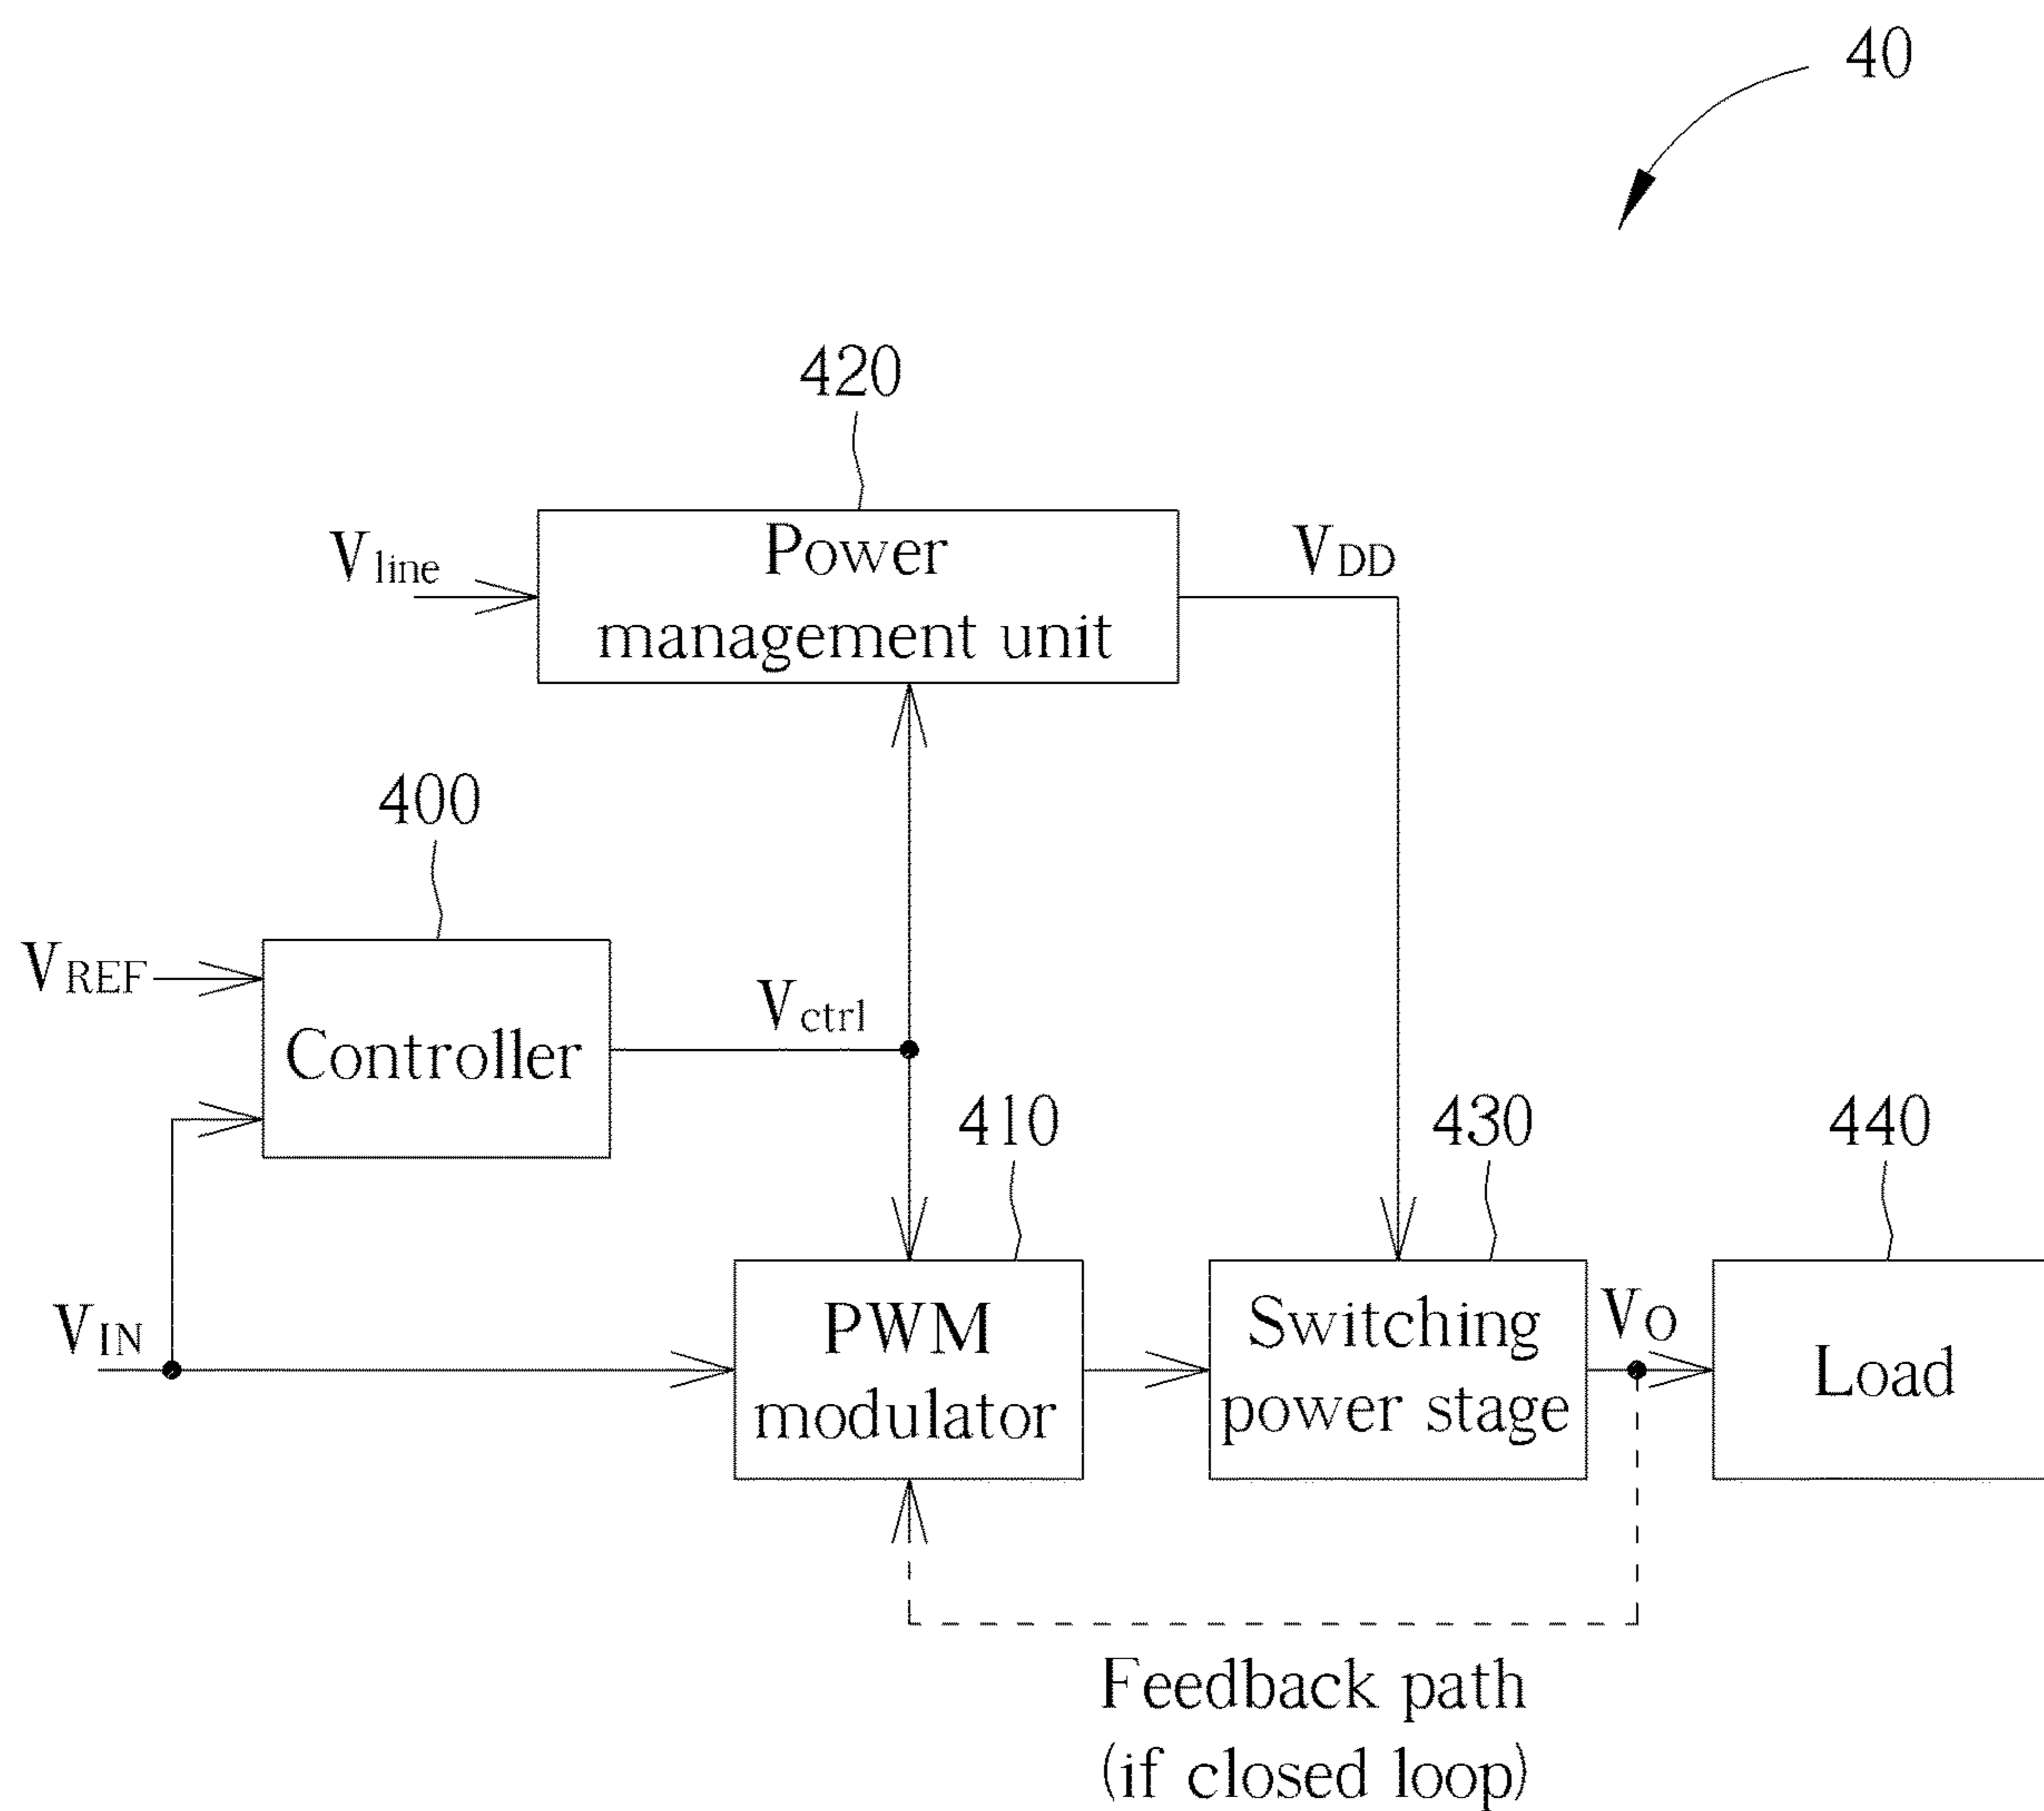 40
420
Vline
Power
management unit
VDD
400
VREF
Controller
Vctrl
410
430
440
VIN
PWM
modulator
Switching
power stage
VO
Load
Feedback path
(if closed loop)